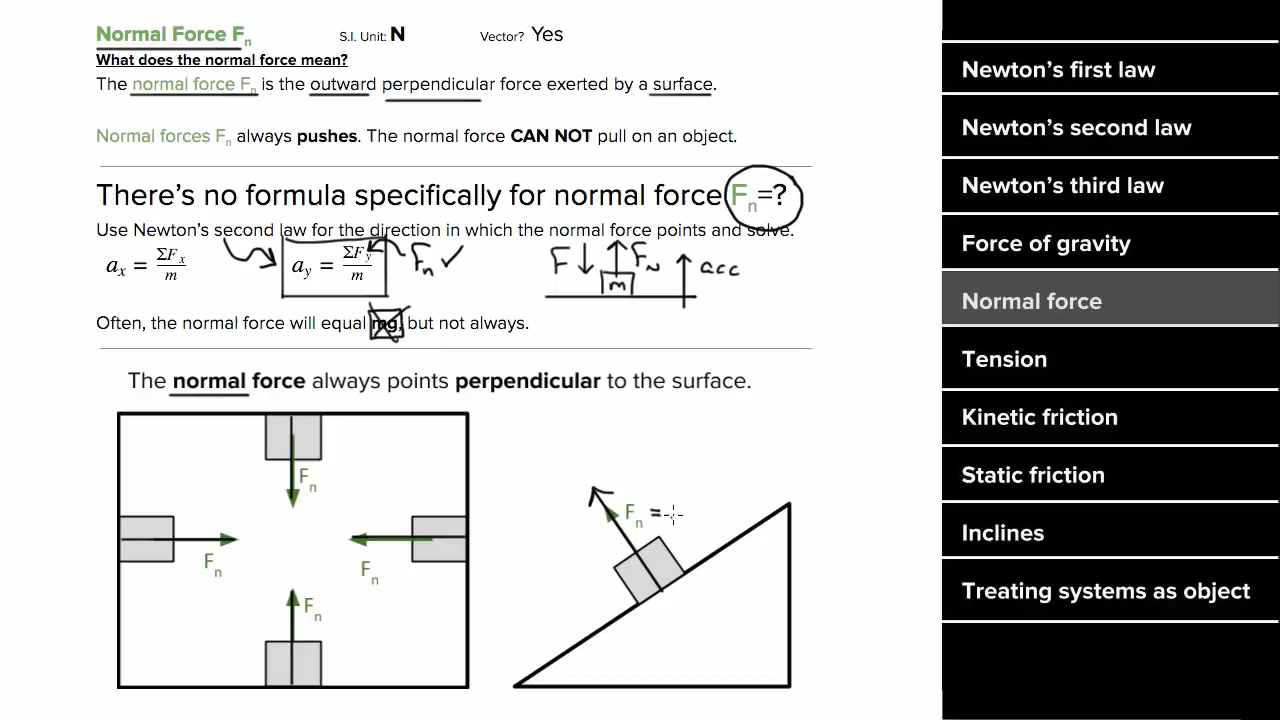 Normal Force Fn S.I. Unit: N Vector? Yes
What does the normal force mean?
The normal force Fn is the outward perpendicular force exerted by a surface.
Normal forces Fn always pushes. The normal force CAN NOT pull on an object.
There's no formula specifically for normal force Fn=?
Use Newton's second law for the direction in which the normal force points and solve.
ax = ΣFx/m ay = ΣFy/m Fn ✓ F FN m acc
Often, the normal force will equal mg, but not always.
The normal force always points perpendicular to the surface.
Fn
Fn
Fn
Fn
Fn =
Newton's first law
Newton's second law
Newton's third law
Force of gravity
Normal force
Tension
Kinetic friction
Static friction
Inclines
Treating systems as object